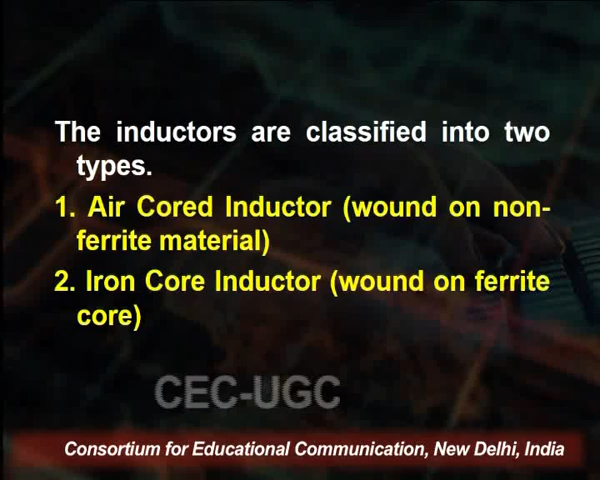 The inductors are classified into two
types.
1. Air Cored Inductor (wound on non-
ferrite material)
2. Iron Core Inductor (wound on ferrite
core)
CEC-UGC
Consortium for Educational Communication, New Delhi, India